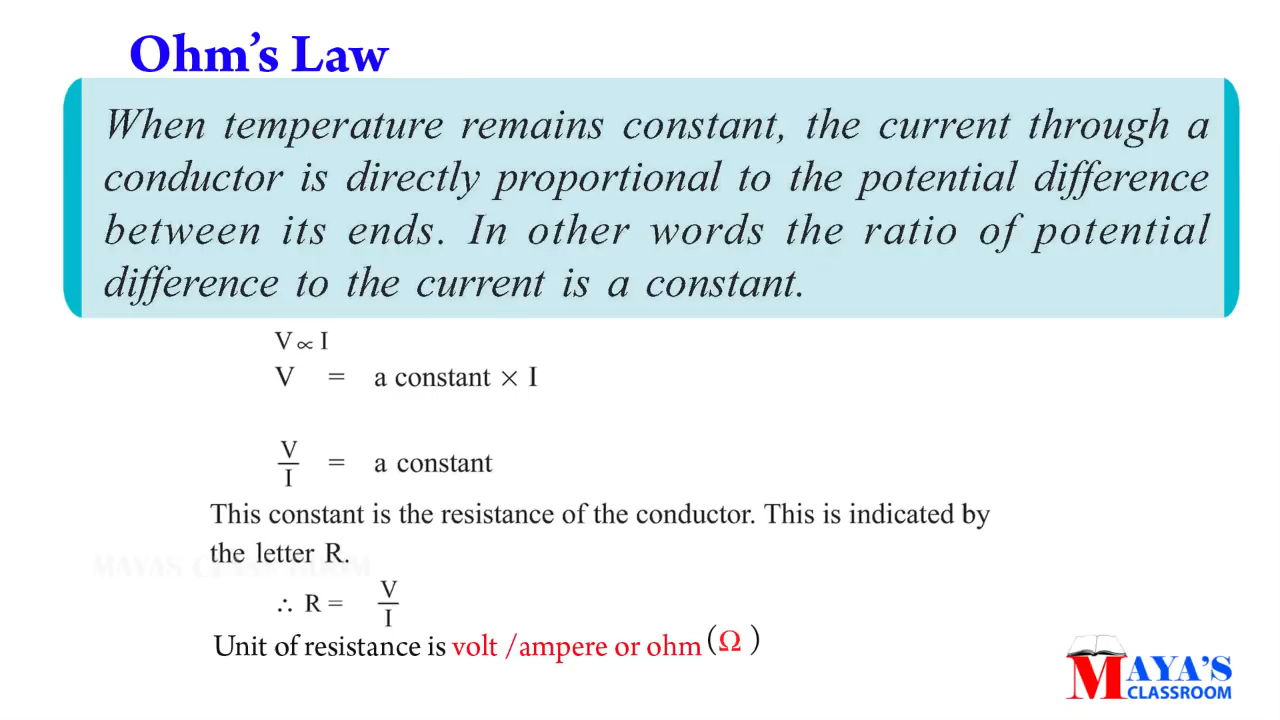 Ohm’s Law
When temperature remains constant, the current through a
conductor is directly proportional to the potential difference
between its ends. In other words the ratio of potential
difference to the current is a constant.
V ∝ I
V = a constant × I
V
I = a constant
This constant is the resistance of the conductor. This is indicated by
the letter R.
MAYAS CLASSROOM
∴ R = V
I
Unit of resistance is volt /ampere or ohm (Ω)
MAYA’S
CLASSROOM